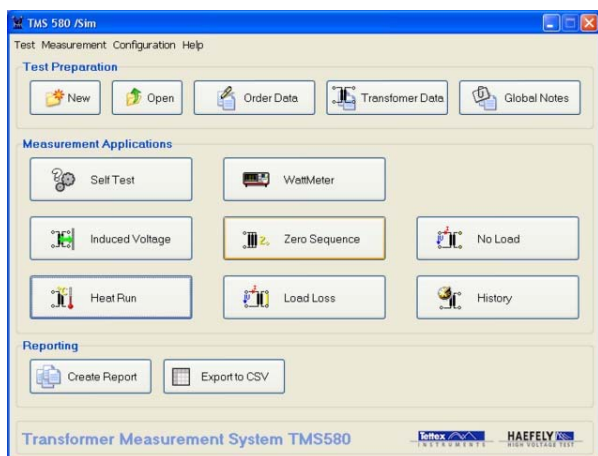 TMS 580 /Sim
Test Measurement Configuration Help
Test Preparation
New Open Order Data Transfomer Data Global Notes
Measurement Applications
Self Test WattMeter
Induced Voltage Zero Sequence No Load
Heat Run Load Loss History
Reporting
Create Report Export to CSV
Transformer Measurement System TMS580 Tettex INSTRUMENTS HAEFELY HIGH VOLTAGE TEST